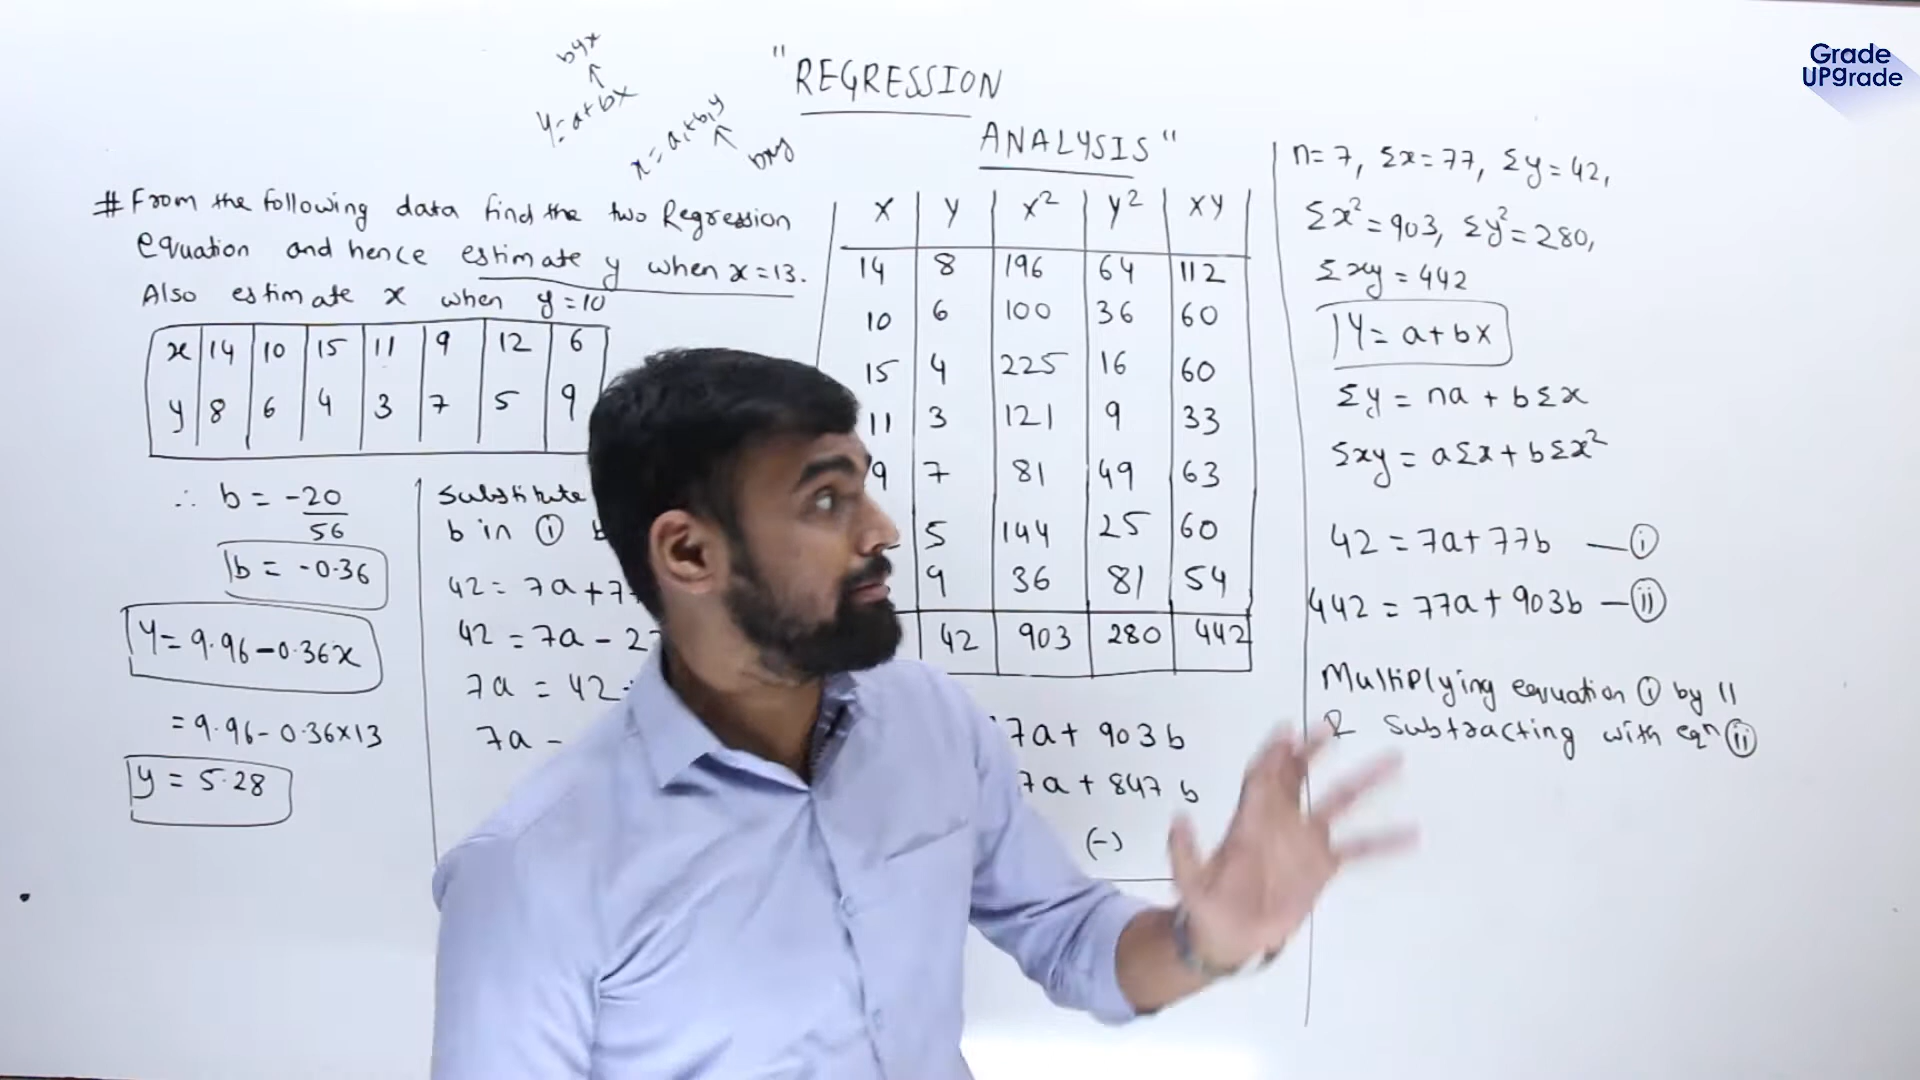 Grade
UPgrade
"REGRESSION
ANALYSIS"
byx
y = a+bx
x = a₁+b₁y
bxy
# From the following data find the two Regression
equation and hence estimate y when x=13.
Also estimate x when y=10
x 14 10 15 11 9 12 6
y 8 6 4 3 7 5 9
∴ b = -20/56
b = -0.36
Y = 9.96-0.36x
= 9.96-0.36×13
y = 5.28
Substitute
b in (i)
42 = 7a+7
42 = 7a - 2
7a = 42
7a -
X Y X² Y² XY
14 8 196 64 112
10 6 100 36 60
15 4 225 16 60
11 3 121 9 33
9 7 81 49 63
5 144 25 60
9 36 81 54
42 903 280 442
7a + 903b
7a + 847b
(-)
n=7, Σx=77, Σy=42,
Σx²=903, Σy²=280,
Σxy=442
Y = a+bx
Σy = na + bΣx
Σxy = aΣx + bΣx²
42 = 7a+77b —(i)
442 = 77a+903b —(ii)
Multiplying equation (i) by 11
& Subtracting with eqn (ii)